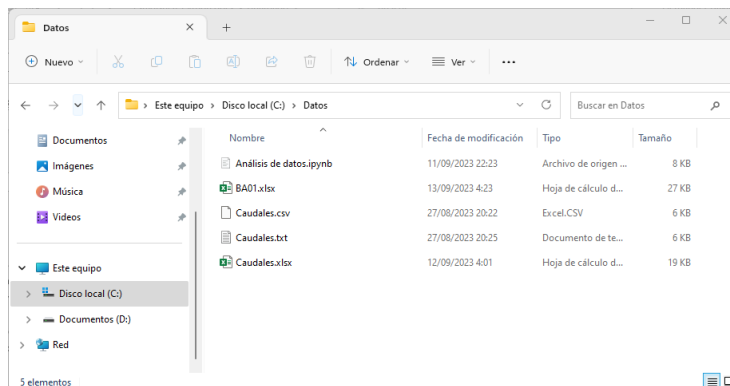 Datos
Nuevo
Ordenar
Ver
Este equipo > Disco local (C:) > Datos
Buscar en Datos
Documentos
Imágenes
Música
Videos
Este equipo
Disco local (C:)
Documentos (D:)
Red
Nombre Fecha de modificación Tipo Tamaño
Análisis de datos.ipynb 11/09/2023 22:23 Archivo de origen ... 8 KB
BA01.xlsx 13/09/2023 4:23 Hoja de cálculo d... 27 KB
Caudales.csv 27/08/2023 20:22 Excel.CSV 6 KB
Caudales.txt 27/08/2023 20:25 Documento de te... 6 KB
Caudales.xlsx 12/09/2023 4:01 Hoja de cálculo d... 19 KB
5 elementos